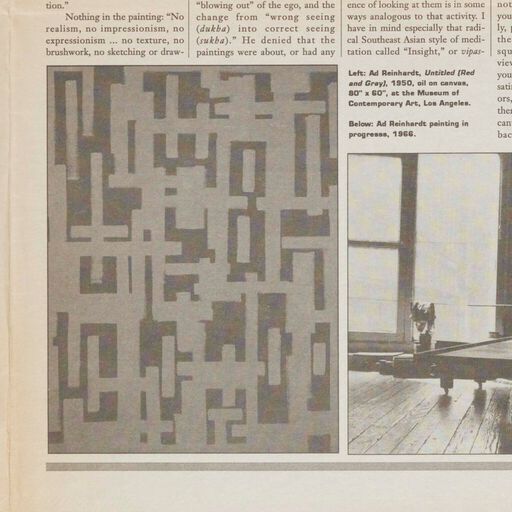 tion."
Nothing in the painting: "No
realism, no impressionism, no
expressionism ... no texture, no
brushwork, no sketching or draw-
"blowing out" of the ego, and the
change from "wrong seeing
(dukha) into correct seeing
(sukha)." He denied that the
paintings were about, or had any
ence of looking at them is in some
ways analogous to that activity. I
have in mind especially that radi-
cal Southeast Asian style of medi-
tation called "Insight," or vipas-
Left: Ad Reinhardt, Untitled (Red
and Gray), 1950, oil on canvas,
80" x 60", at the Museum of
Contemporary Art, Los Angeles.
Below: Ad Reinhardt painting in
progress, 1966.